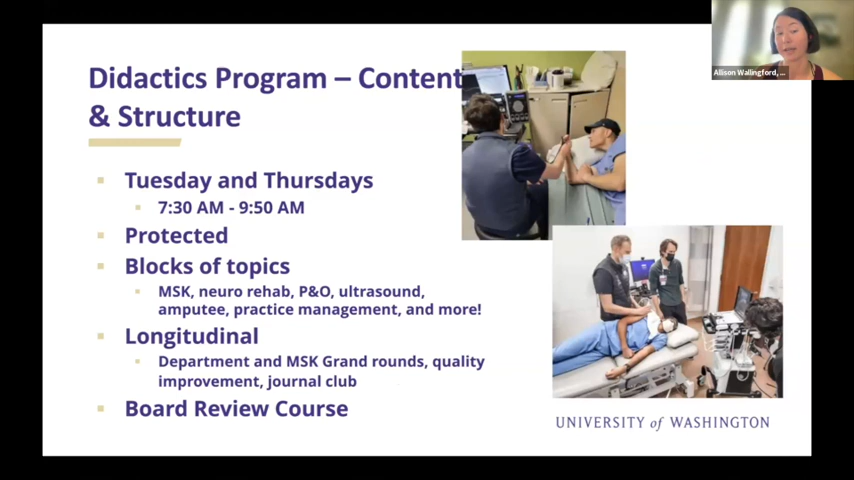 Didactics Program – Content
& Structure
Tuesday and Thursdays
7:30 AM - 9:50 AM
Protected
Blocks of topics
MSK, neuro rehab, P&O, ultrasound,
amputee, practice management, and more!
Longitudinal
Department and MSK Grand rounds, quality
improvement, journal club
Board Review Course
UNIVERSITY of WASHINGTON
Allison Wallingford, ...